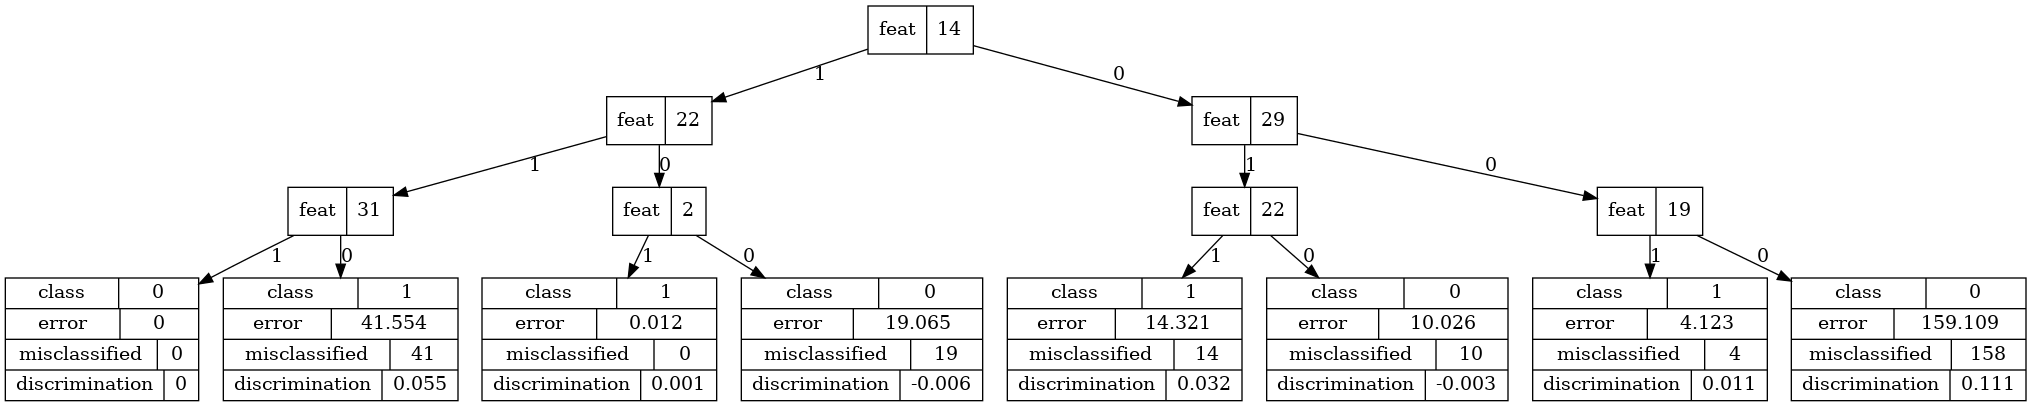 feat 14
1 0
feat 22 feat 29
1 0 1 0
feat 31 feat 2 feat 22 feat 19
1 0 1 0 1 0 1 0
class 0 class 1 class 1 class 0 class 1 class 0 class 1 class 0
error 0 error 41.554 error 0.012 error 19.065 error 14.321 error 10.026 error 4.123 error 159.109
misclassified 0 misclassified 41 misclassified 0 misclassified 19 misclassified 14 misclassified 10 misclassified 4 misclassified 158
discrimination 0 discrimination 0.055 discrimination 0.001 discrimination -0.006 discrimination 0.032 discrimination -0.003 discrimination 0.011 discrimination 0.111